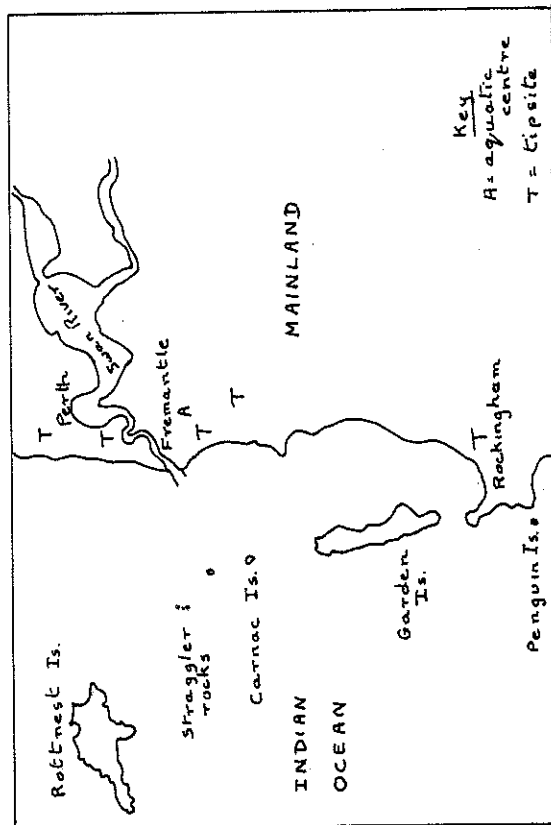 Rottnest Is.
Straggler
rocks
Carnac Is.
INDIAN
OCEAN
Garden
Is.
Penguin Is.
T
Perth
T
Swan River
Fremantle
A
T
T
MAINLAND
T
Rockingham
Key
A = aquatic
centre
T = tipsite